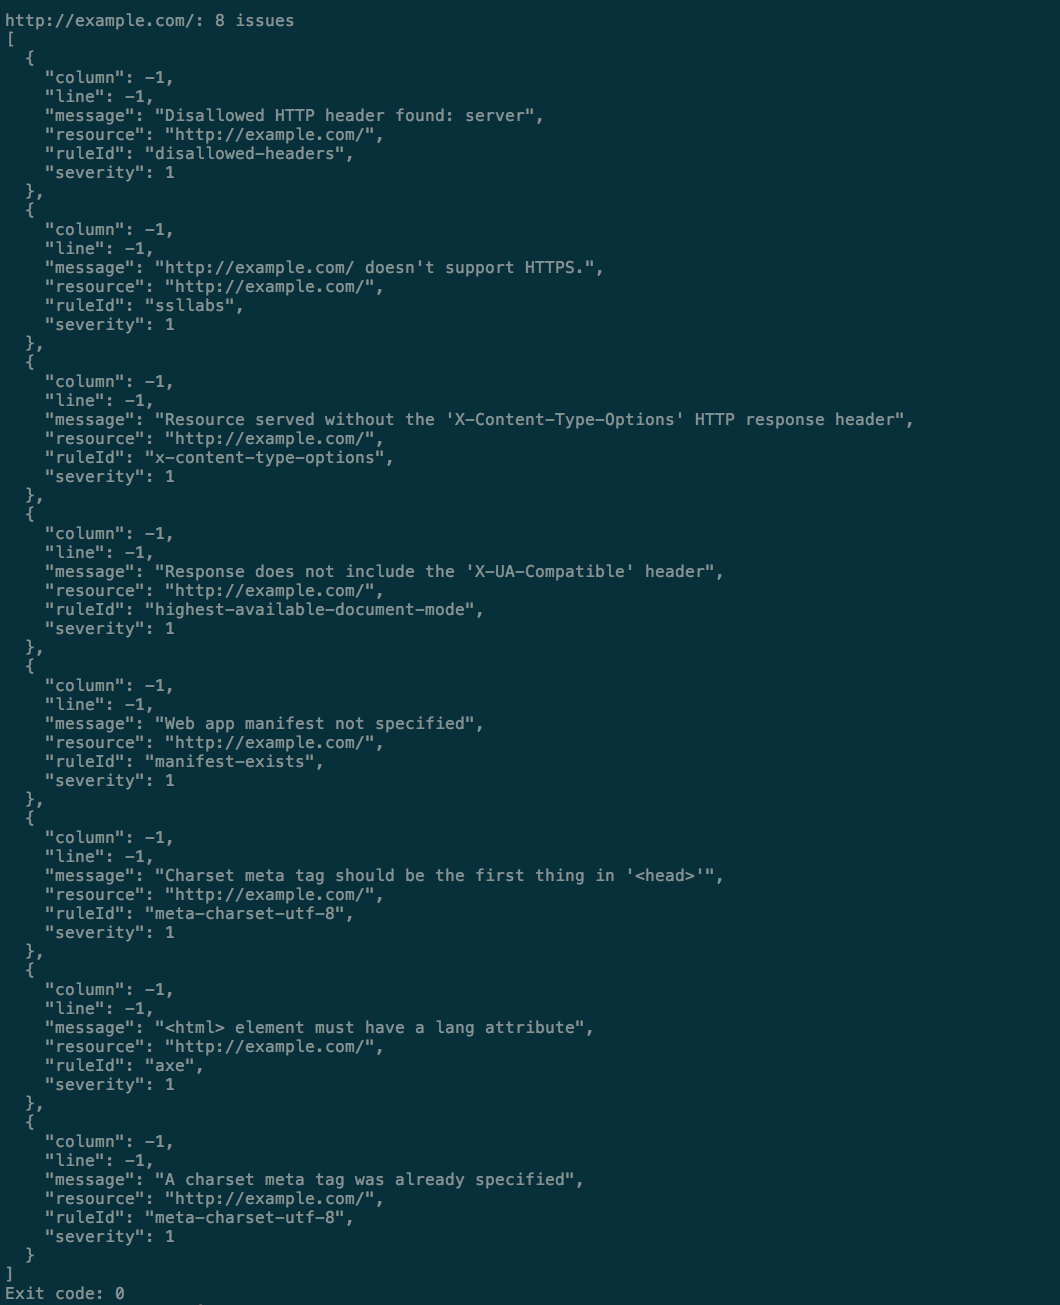 http://example.com/: 8 issues
[
  {
    "column": -1,
    "line": -1,
    "message": "Disallowed HTTP header found: server",
    "resource": "http://example.com/",
    "ruleId": "disallowed-headers",
    "severity": 1
  },
  {
    "column": -1,
    "line": -1,
    "message": "http://example.com/ doesn't support HTTPS.",
    "resource": "http://example.com/",
    "ruleId": "ssllabs",
    "severity": 1
  },
  {
    "column": -1,
    "line": -1,
    "message": "Resource served without the 'X-Content-Type-Options' HTTP response header",
    "resource": "http://example.com/",
    "ruleId": "x-content-type-options",
    "severity": 1
  },
  {
    "column": -1,
    "line": -1,
    "message": "Response does not include the 'X-UA-Compatible' header",
    "resource": "http://example.com/",
    "ruleId": "highest-available-document-mode",
    "severity": 1
  },
  {
    "column": -1,
    "line": -1,
    "message": "Web app manifest not specified",
    "resource": "http://example.com/",
    "ruleId": "manifest-exists",
    "severity": 1
  },
  {
    "column": -1,
    "line": -1,
    "message": "Charset meta tag should be the first thing in '<head>'",
    "resource": "http://example.com/",
    "ruleId": "meta-charset-utf-8",
    "severity": 1
  },
  {
    "column": -1,
    "line": -1,
    "message": "<html> element must have a lang attribute",
    "resource": "http://example.com/",
    "ruleId": "axe",
    "severity": 1
  },
  {
    "column": -1,
    "line": -1,
    "message": "A charset meta tag was already specified",
    "resource": "http://example.com/",
    "ruleId": "meta-charset-utf-8",
    "severity": 1
  }
]
Exit code: 0